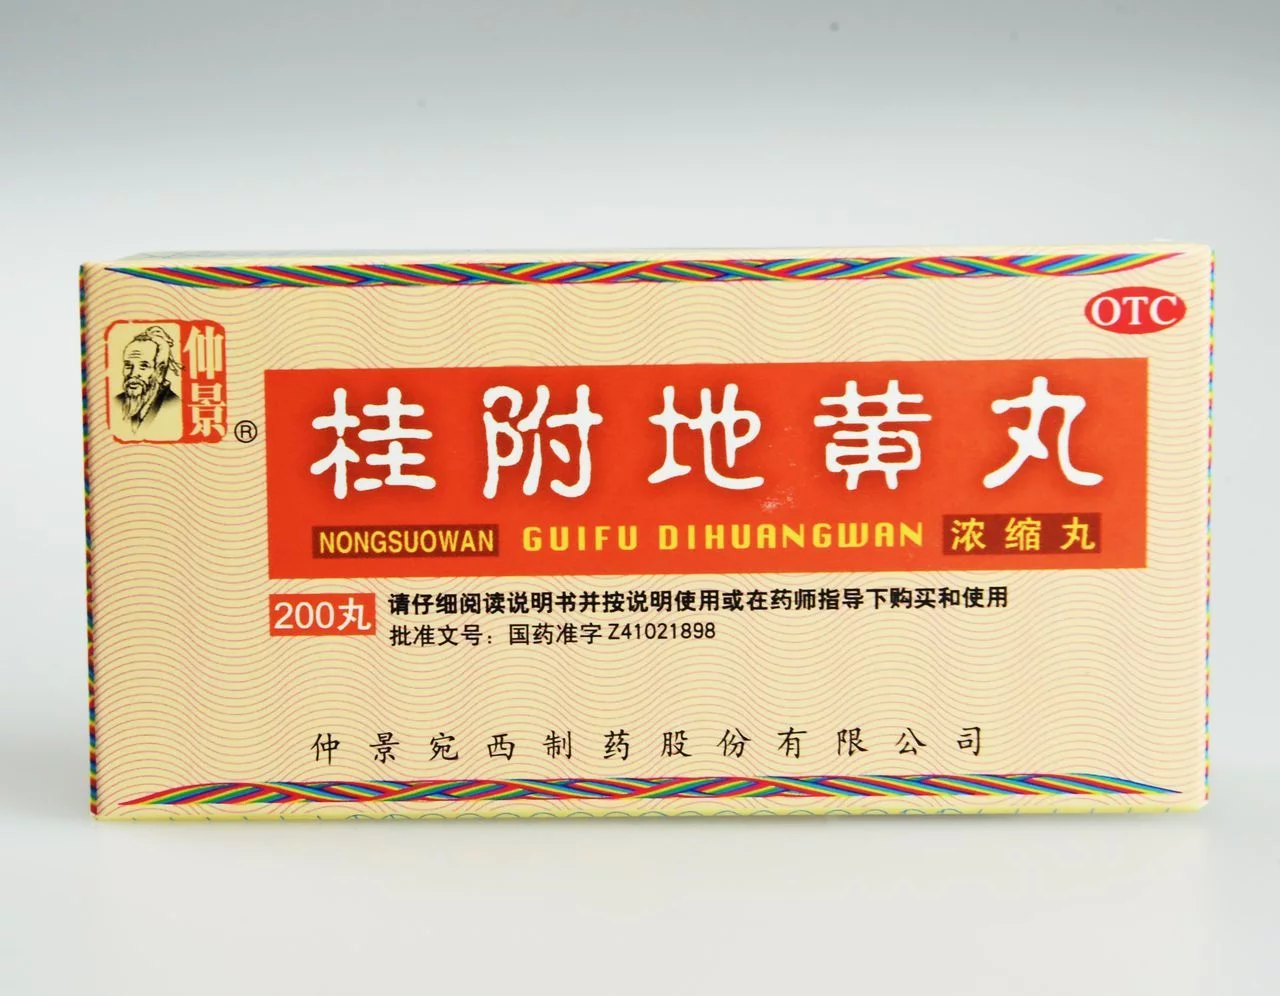 仲景
®
OTC
桂附地黄丸
NONGSUOWAN GUIFU DIHUANGWAN 浓缩丸
200丸
请仔细阅读说明书并按说明使用或在药师指导下购买和使用
批准文号：国药准字Z41021898
仲景宛西制药股份有限公司